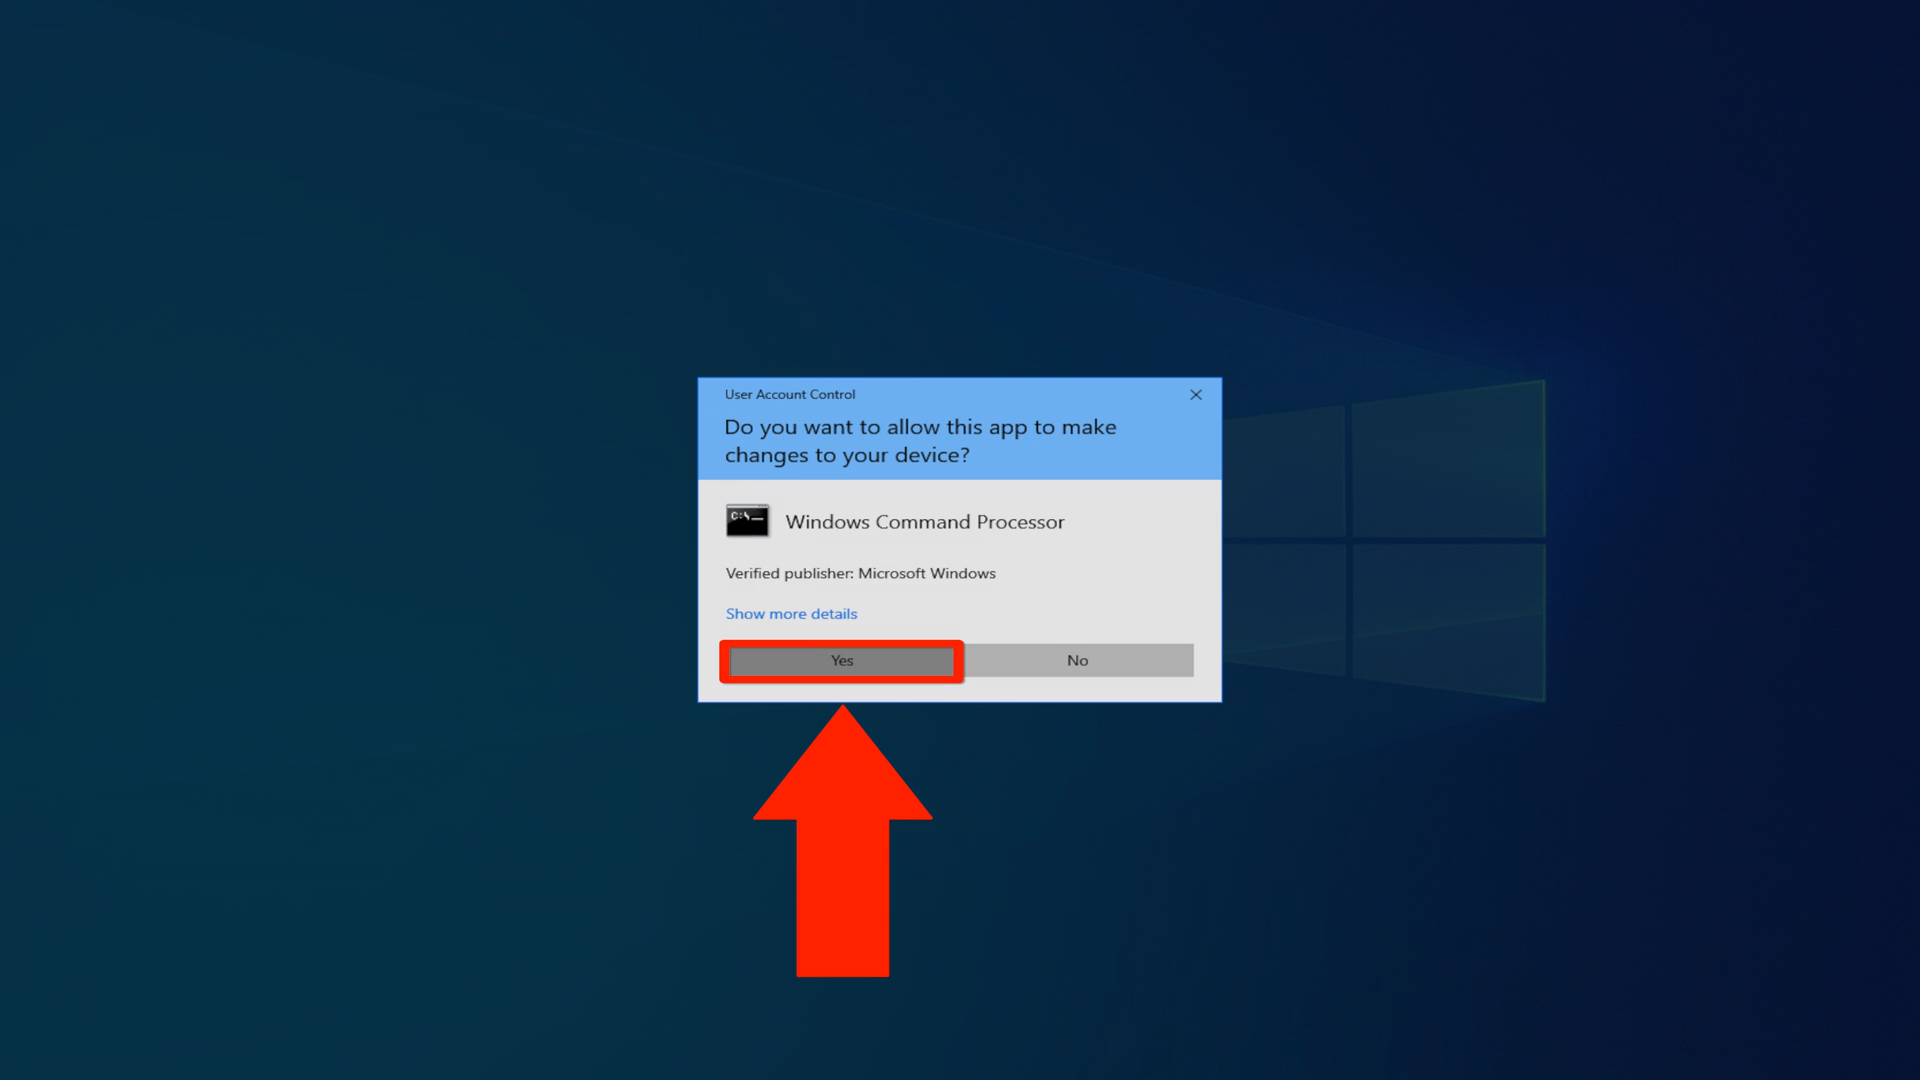 User Account Control
Do you want to allow this app to make
changes to your device?
C:\_
Windows Command Processor
Verified publisher: Microsoft Windows
Show more details
Yes
No